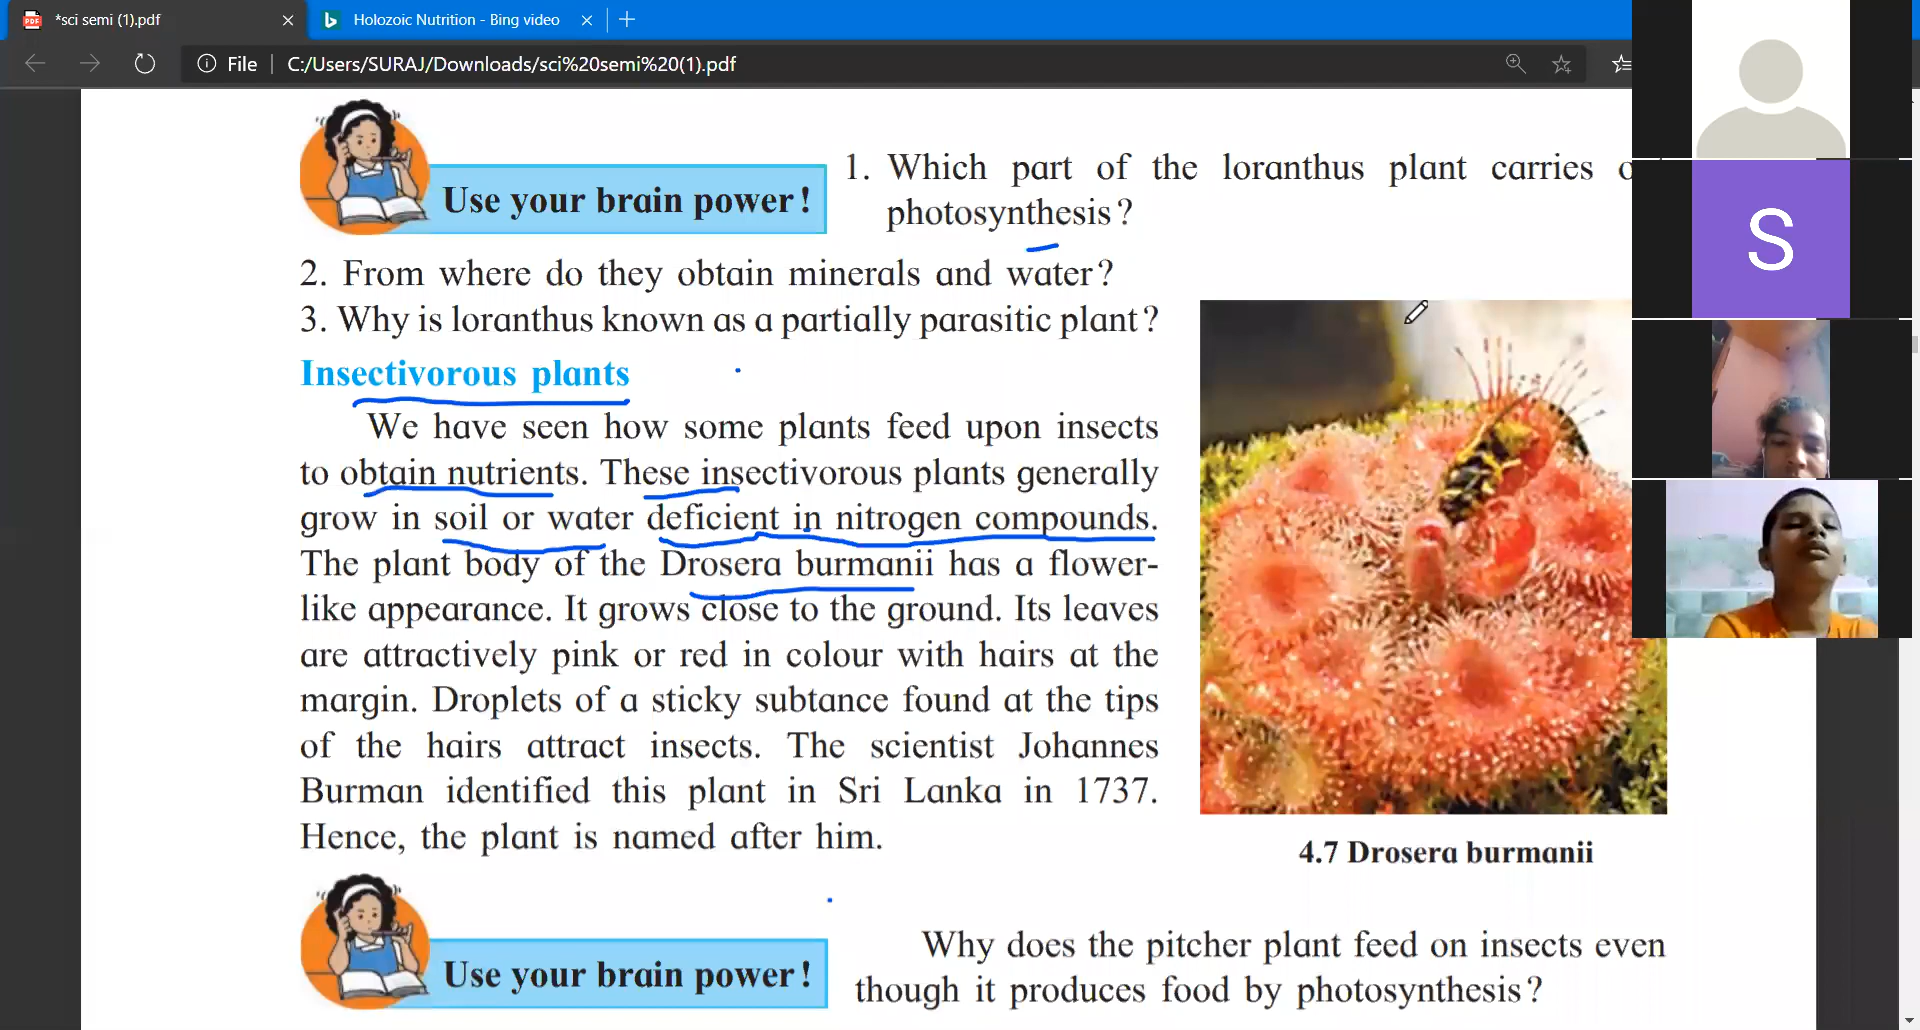 *sci semi (1).pdf
Holozoic Nutrition - Bing video
File
C:/Users/SURAJ/Downloads/sci%20semi%20(1).pdf
S
Use your brain power!
1. Which part of the loranthus plant carries o
photosynthesis?
2. From where do they obtain minerals and water?
3. Why is loranthus known as a partially parasitic plant?
Insectivorous plants
We have seen how some plants feed upon insects
to obtain nutrients. These insectivorous plants generally
grow in soil or water deficient in nitrogen compounds.
The plant body of the Drosera burmanii has a flower-
like appearance. It grows close to the ground. Its leaves
are attractively pink or red in colour with hairs at the
margin. Droplets of a sticky subtance found at the tips
of the hairs attract insects. The scientist Johannes
Burman identified this plant in Sri Lanka in 1737.
Hence, the plant is named after him.
4.7 Drosera burmanii
Use your brain power!
Why does the pitcher plant feed on insects even
though it produces food by photosynthesis?